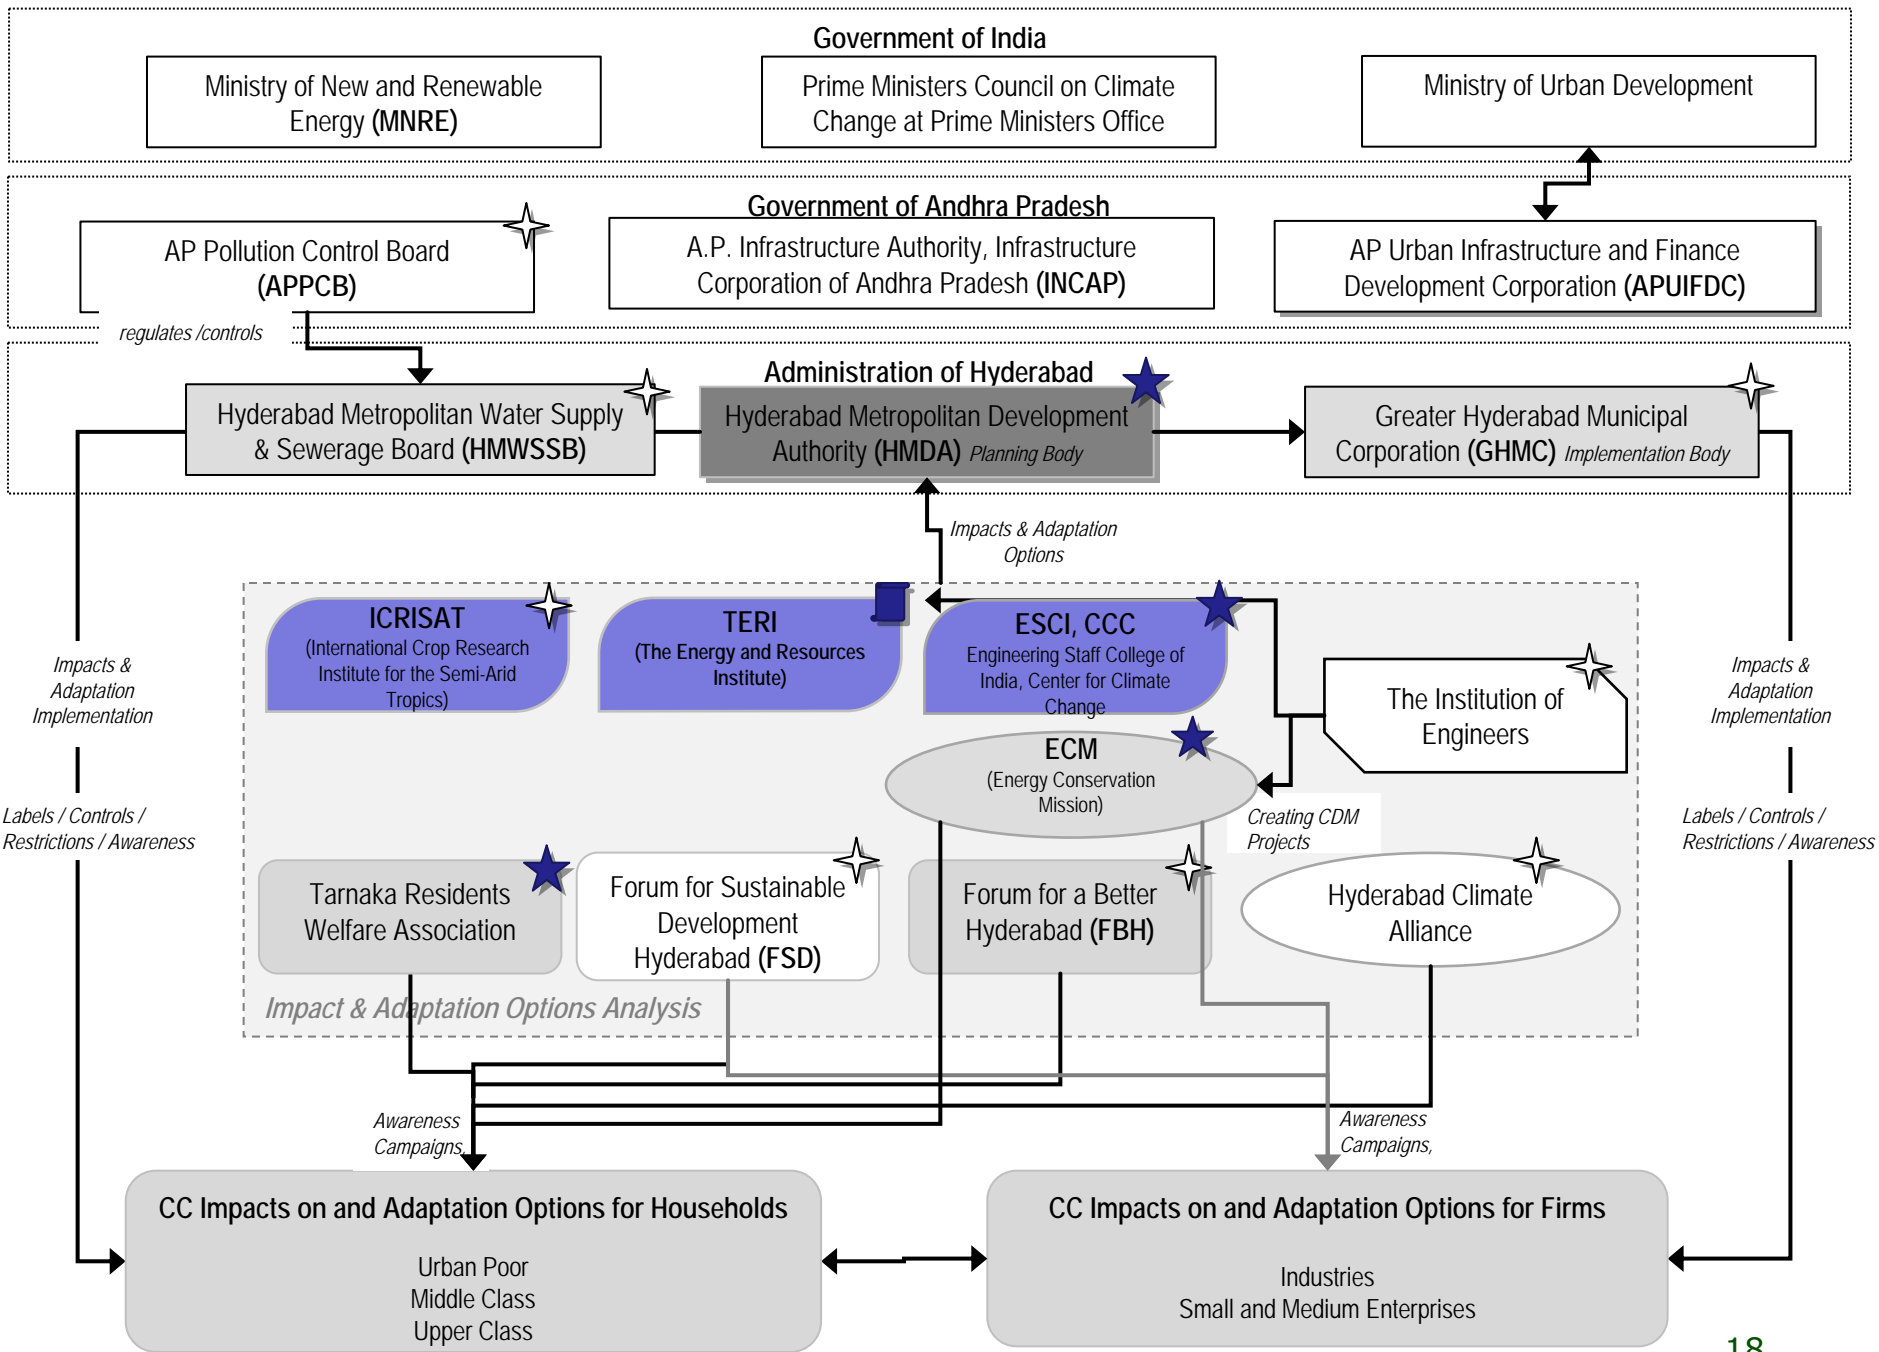 Government of India
Ministry of New and Renewable
Energy (MNRE)
Prime Ministers Council on Climate
Change at Prime Ministers Office
Ministry of Urban Development
Government of Andhra Pradesh
AP Pollution Control Board
(APPCB)
A.P. Infrastructure Authority, Infrastructure
Corporation of Andhra Pradesh (INCAP)
AP Urban Infrastructure and Finance
Development Corporation (APUIFDC)
regulates /controls
Administration of Hyderabad
Hyderabad Metropolitan Water Supply
& Sewerage Board (HMWSSB)
Hyderabad Metropolitan Development
Authority (HMDA) Planning Body
Greater Hyderabad Municipal
Corporation (GHMC) Implementation Body
Impacts & Adaptation
Options
ICRISAT
(International Crop Research
Institute for the Semi-Arid
Tropics)
TERI
(The Energy and Resources
Institute)
ESCI, CCC
Engineering Staff College of
India, Center for Climate
Change
The Institution of
Engineers
Impacts &
Adaptation
Implementation
Impacts &
Adaptation
Implementation
ECM
(Energy Conservation
Mission)
Creating CDM
Projects
Labels / Controls /
Restrictions / Awareness
Labels / Controls /
Restrictions / Awareness
Tarnaka Residents
Welfare Association
Forum for Sustainable
Development
Hyderabad (FSD)
Forum for a Better
Hyderabad (FBH)
Hyderabad Climate
Alliance
Impact & Adaptation Options Analysis
Awareness
Campaigns,
Awareness
Campaigns,
CC Impacts on and Adaptation Options for Households
Urban Poor
Middle Class
Upper Class
CC Impacts on and Adaptation Options for Firms
Industries
Small and Medium Enterprises
18